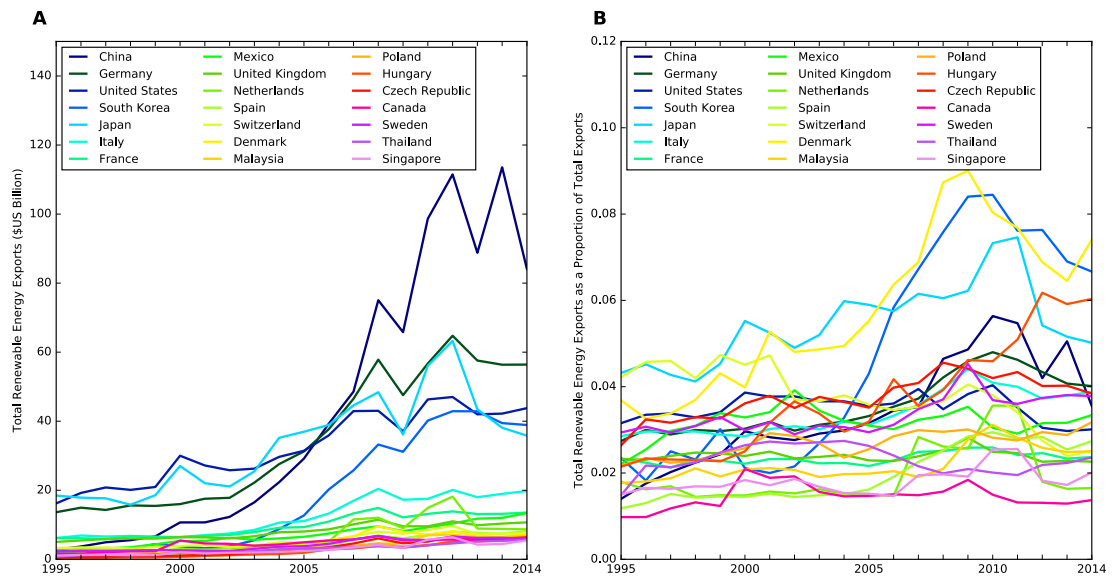 A
Total Renewable Energy Exports ($US Billion)
140
120
100
80
60
40
20
0
1995
2000
2005
2010
2014
China
Germany
United States
South Korea
Japan
Italy
France
Mexico
United Kingdom
Netherlands
Spain
Switzerland
Denmark
Malaysia
Poland
Hungary
Czech Republic
Canada
Sweden
Thailand
Singapore
B
Total Renewable Energy Exports as a Proportion of Total Exports
0.12
0.10
0.08
0.06
0.04
0.02
0.00
1995
2000
2005
2010
2014
China
Germany
United States
South Korea
Japan
Italy
France
Mexico
United Kingdom
Netherlands
Spain
Switzerland
Denmark
Malaysia
Poland
Hungary
Czech Republic
Canada
Sweden
Thailand
Singapore